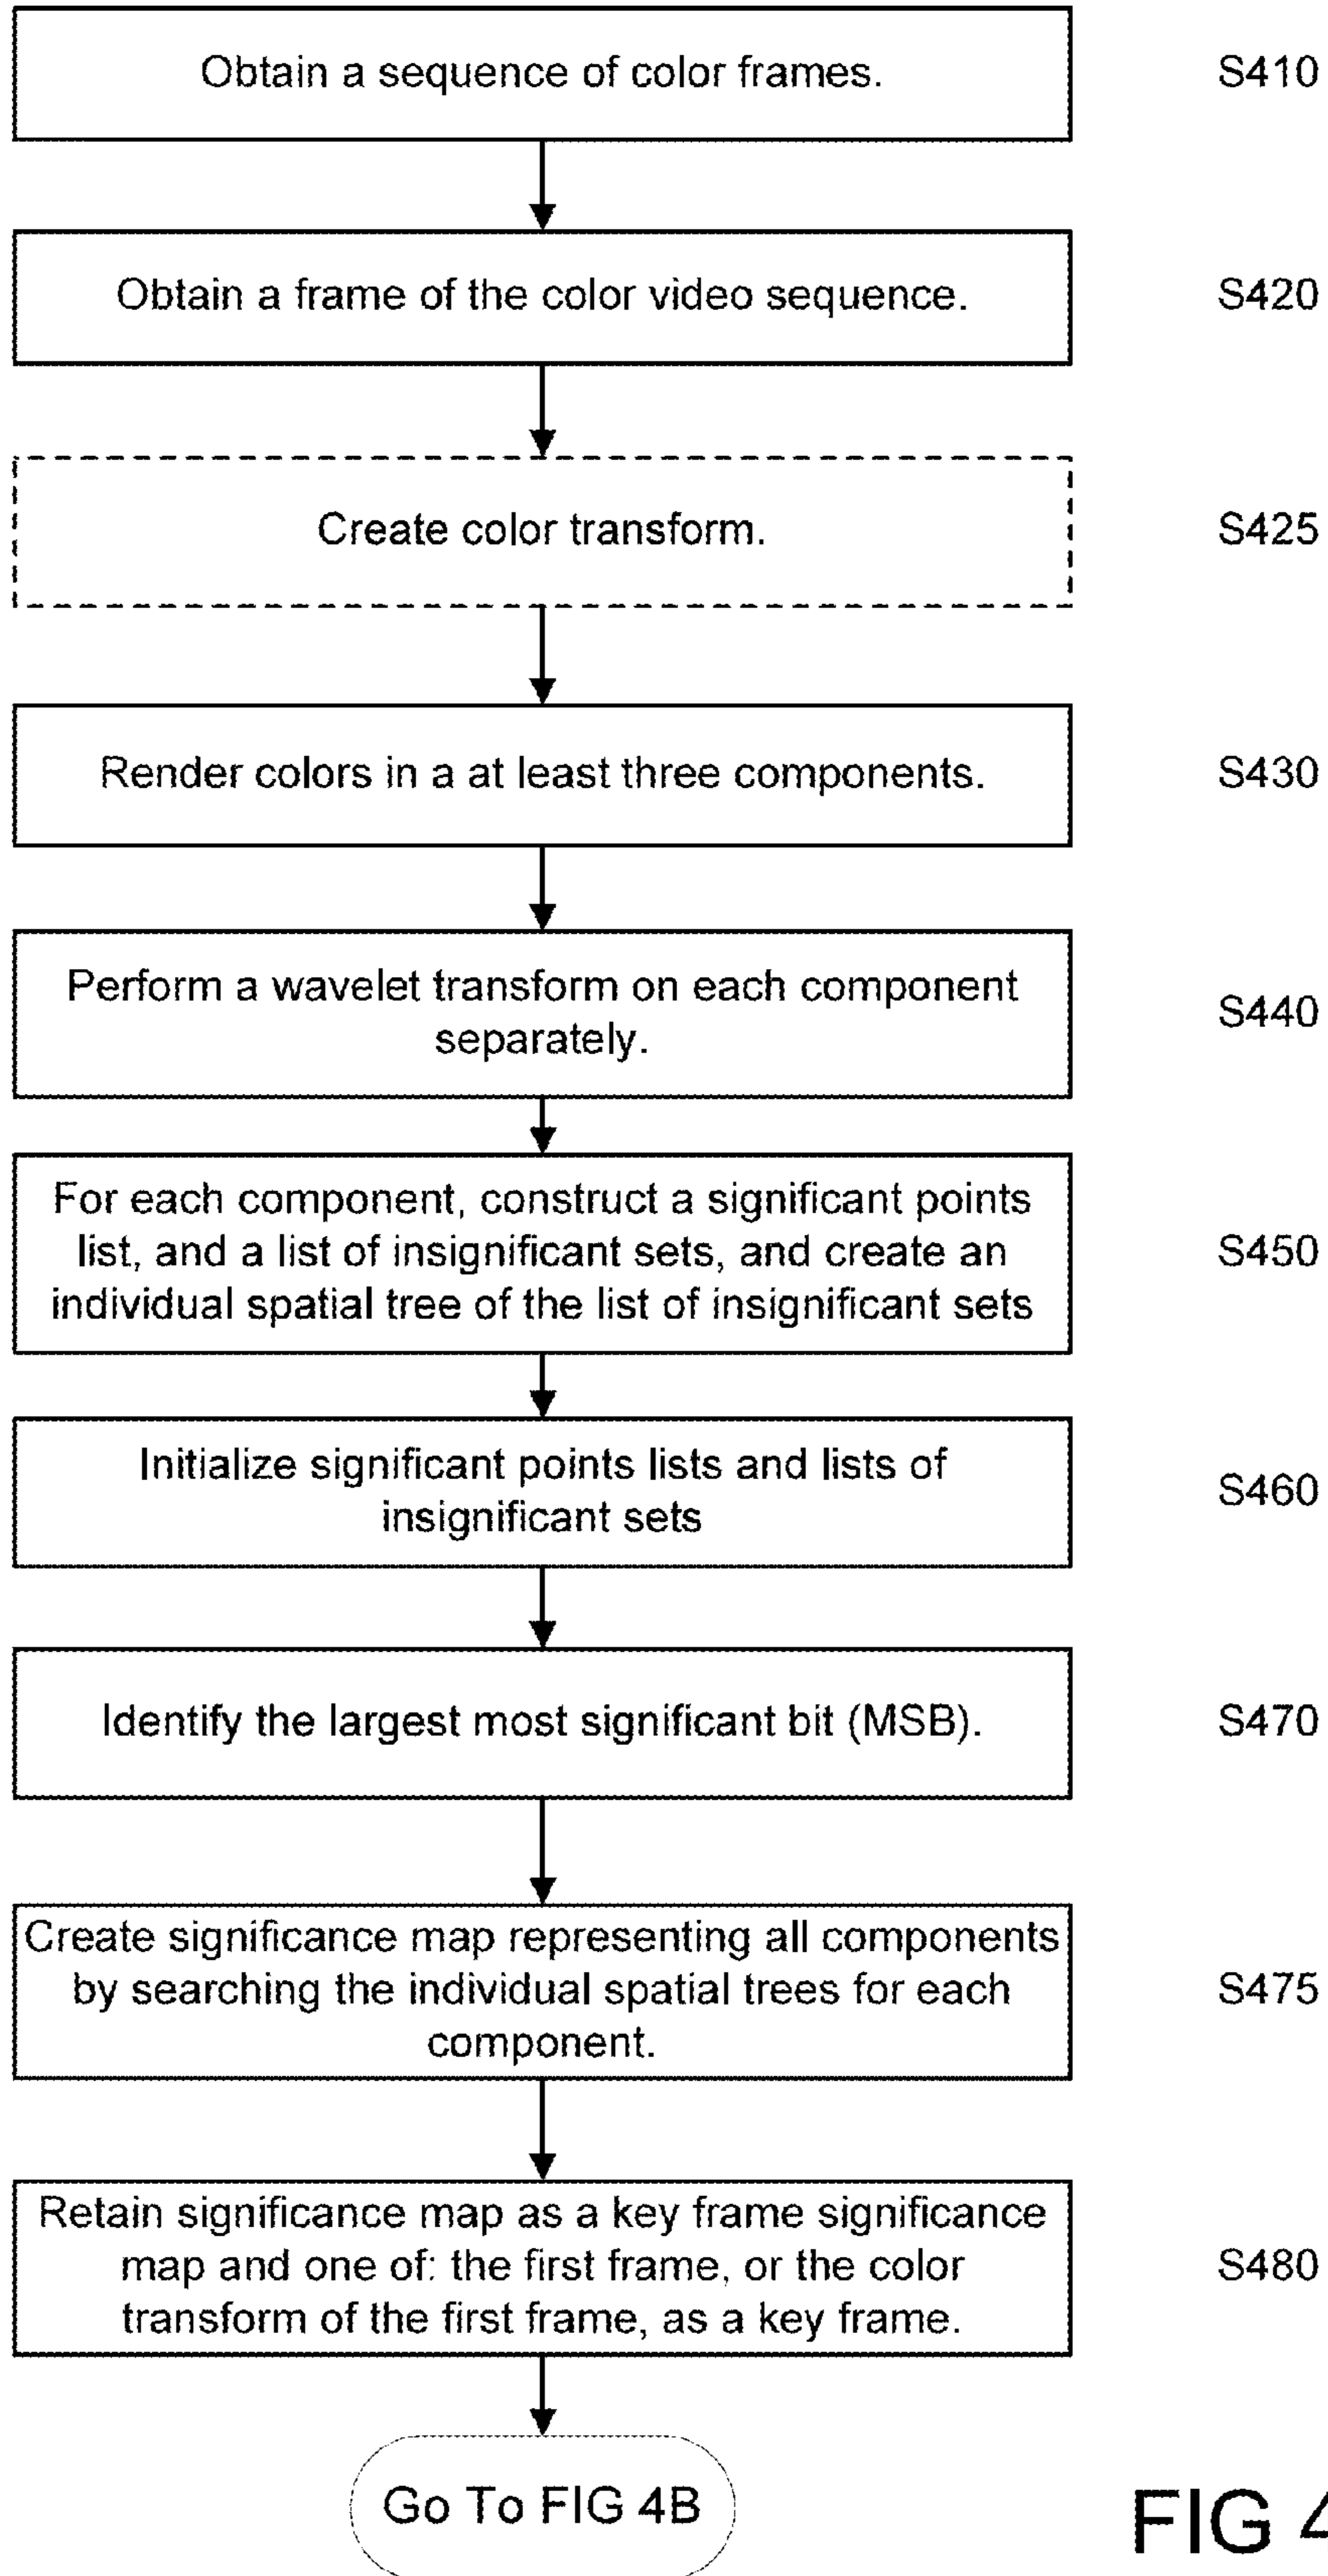 Obtain a sequence of color frames.
S410
Obtain a frame of the color video sequence.
S420
Create color transform.
S425
Render colors in a at least three components.
S430
Perform a wavelet transform on each component
separately.
S440
For each component, construct a significant points
list, and a list of insignificant sets, and create an
individual spatial tree of the list of insignificant sets
S450
Initialize significant points lists and lists of
insignificant sets
S460
Identify the largest most significant bit (MSB).
S470
Create significance map representing all components
by searching the individual spatial trees for each
component.
S475
Retain significance map as a key frame significance
map and one of: the first frame, or the color
transform of the first frame, as a key frame.
S480
Go To FIG 4B
FIG 4